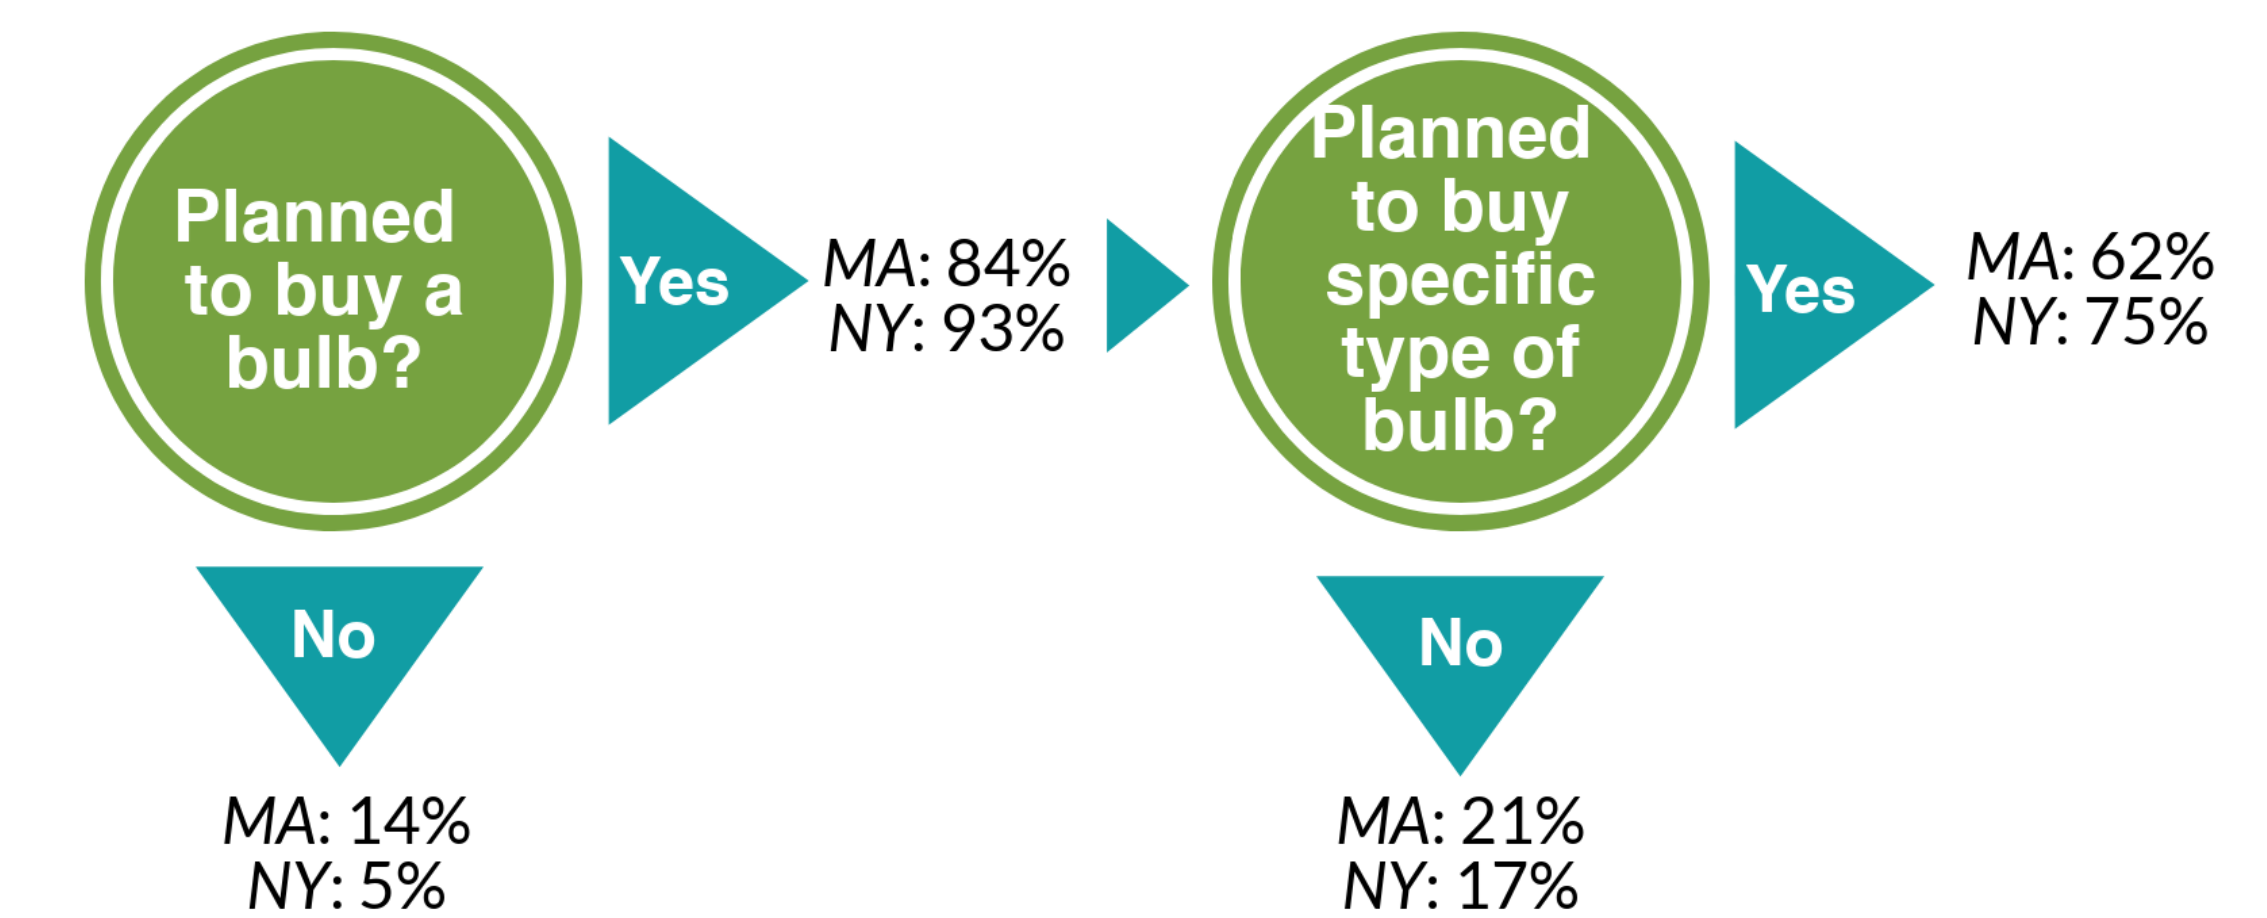 Planned
to buy a
bulb?
Yes
MA: 84%
NY: 93%
Planned
to buy
specific
type of
bulb?
Yes
MA: 62%
NY: 75%
No
MA: 14%
NY: 5%
No
MA: 21%
NY: 17%